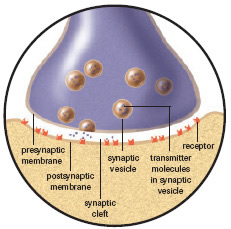 presynaptic
membrane
postsynaptic
membrane
synaptic
cleft
synaptic
vesicle
transmitter
molecules
in synaptic
vesicle
receptor